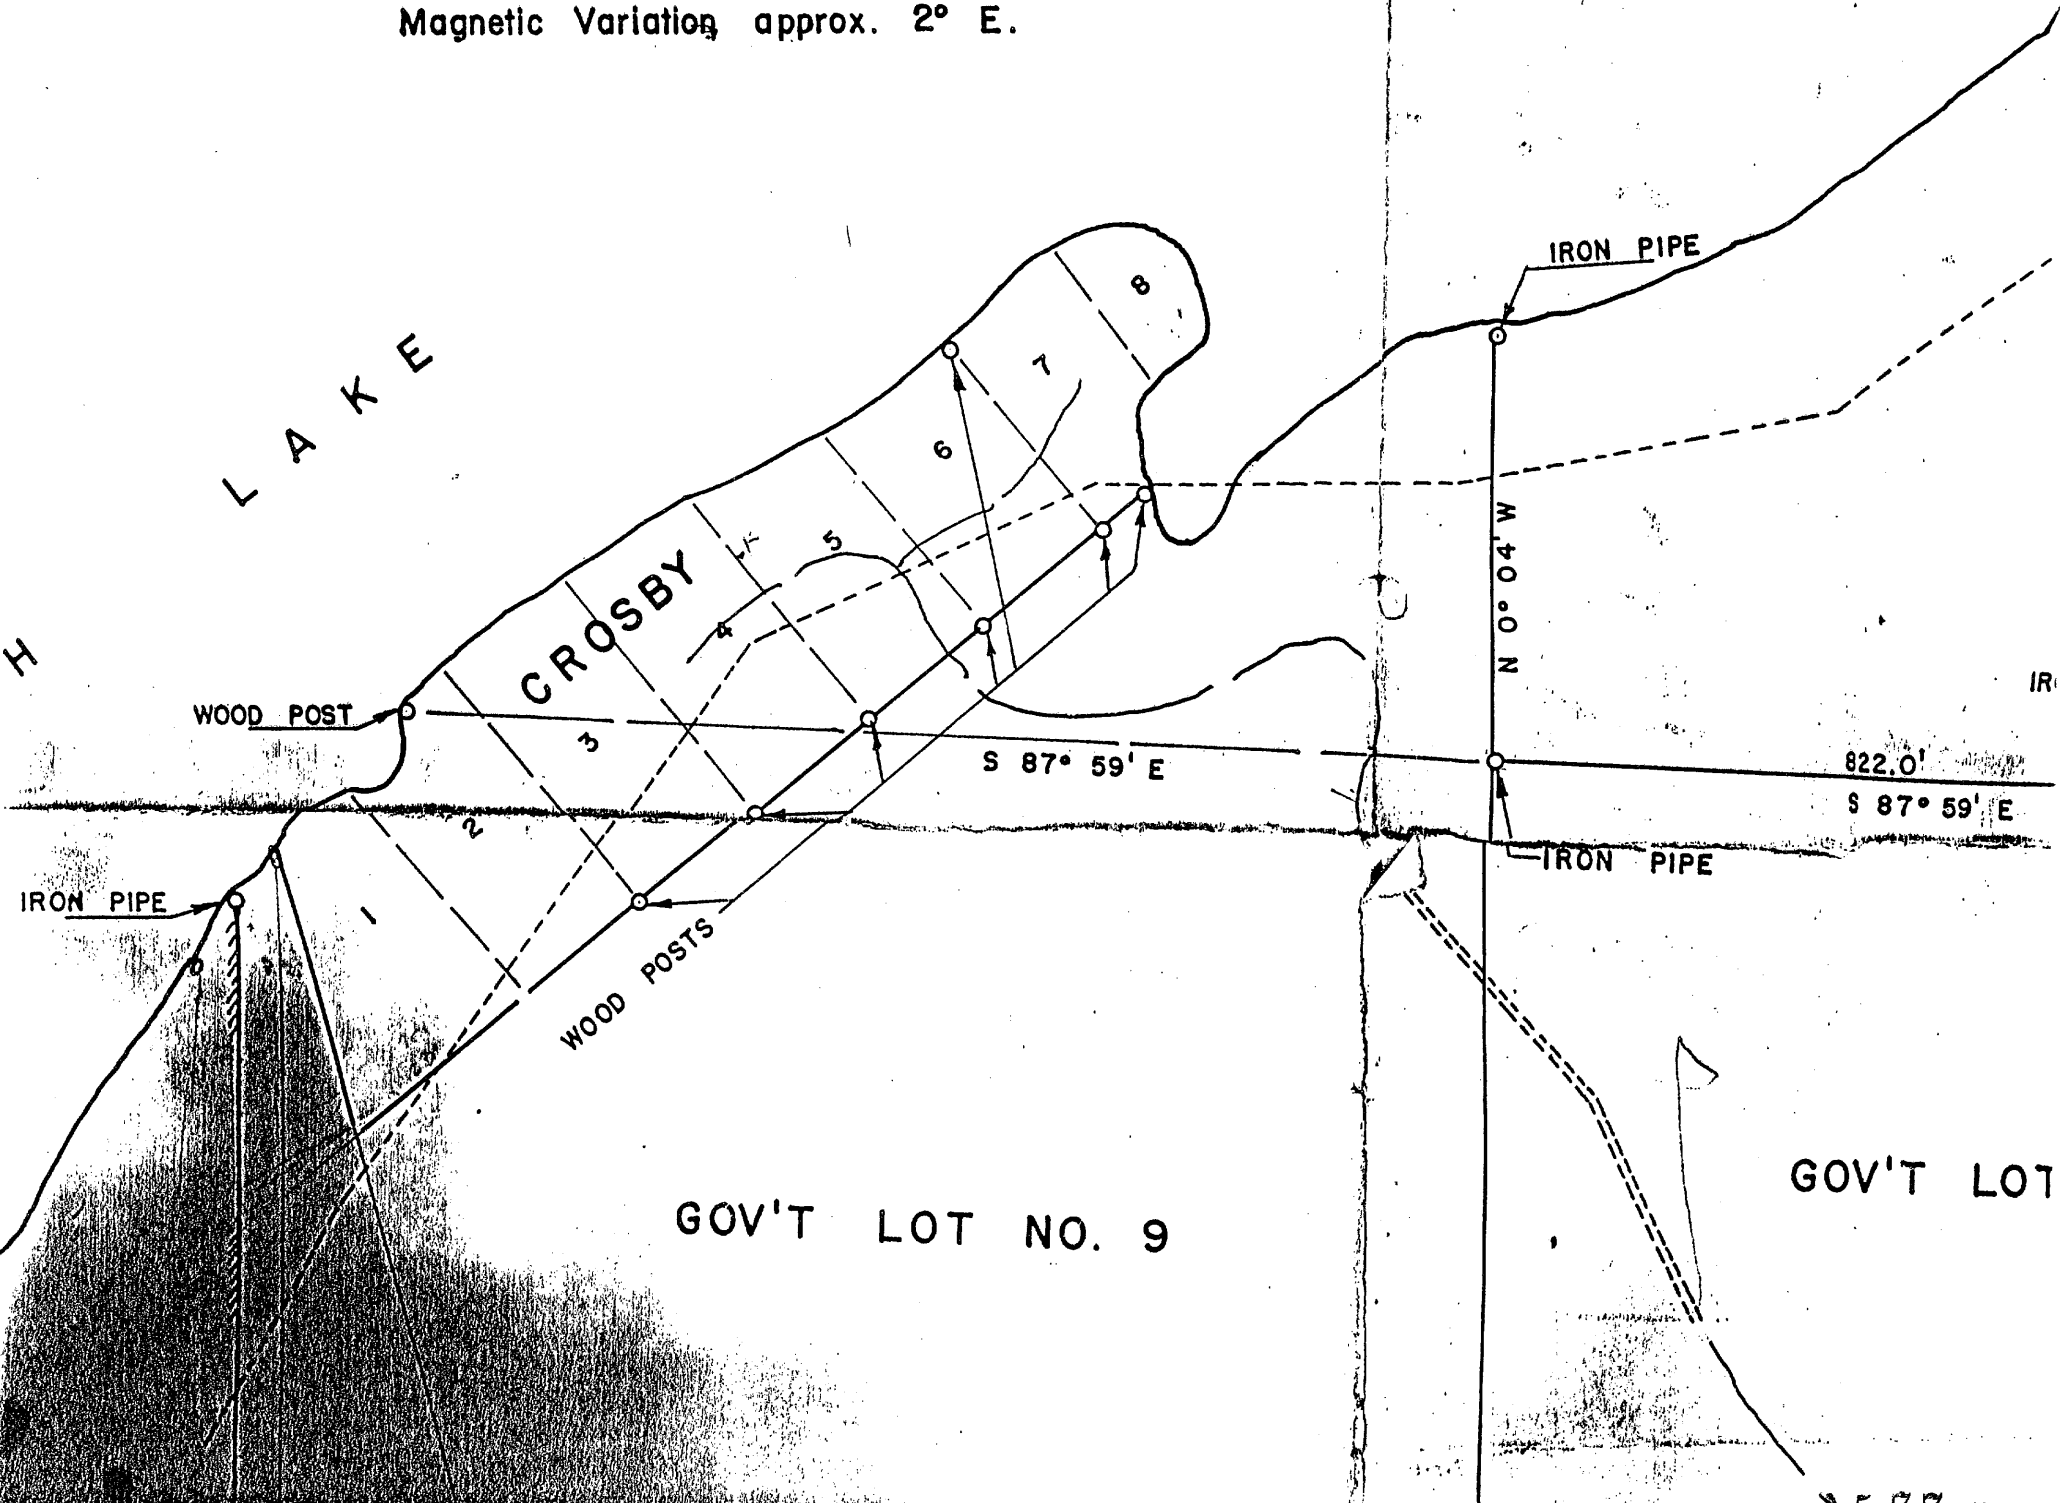 Magnetic Variation approx. 2° E.
IRON PIPE
8
LAKE
7
6
5
CROSBY
4
N 0° 04' W
H
WOOD POST
3
S 87° 59' E
822.0'
S 87° 59' E
2
IRON PIPE
IRON PIPE
1
WOOD POSTS
GOV'T LOT
GOV'T LOT NO. 9